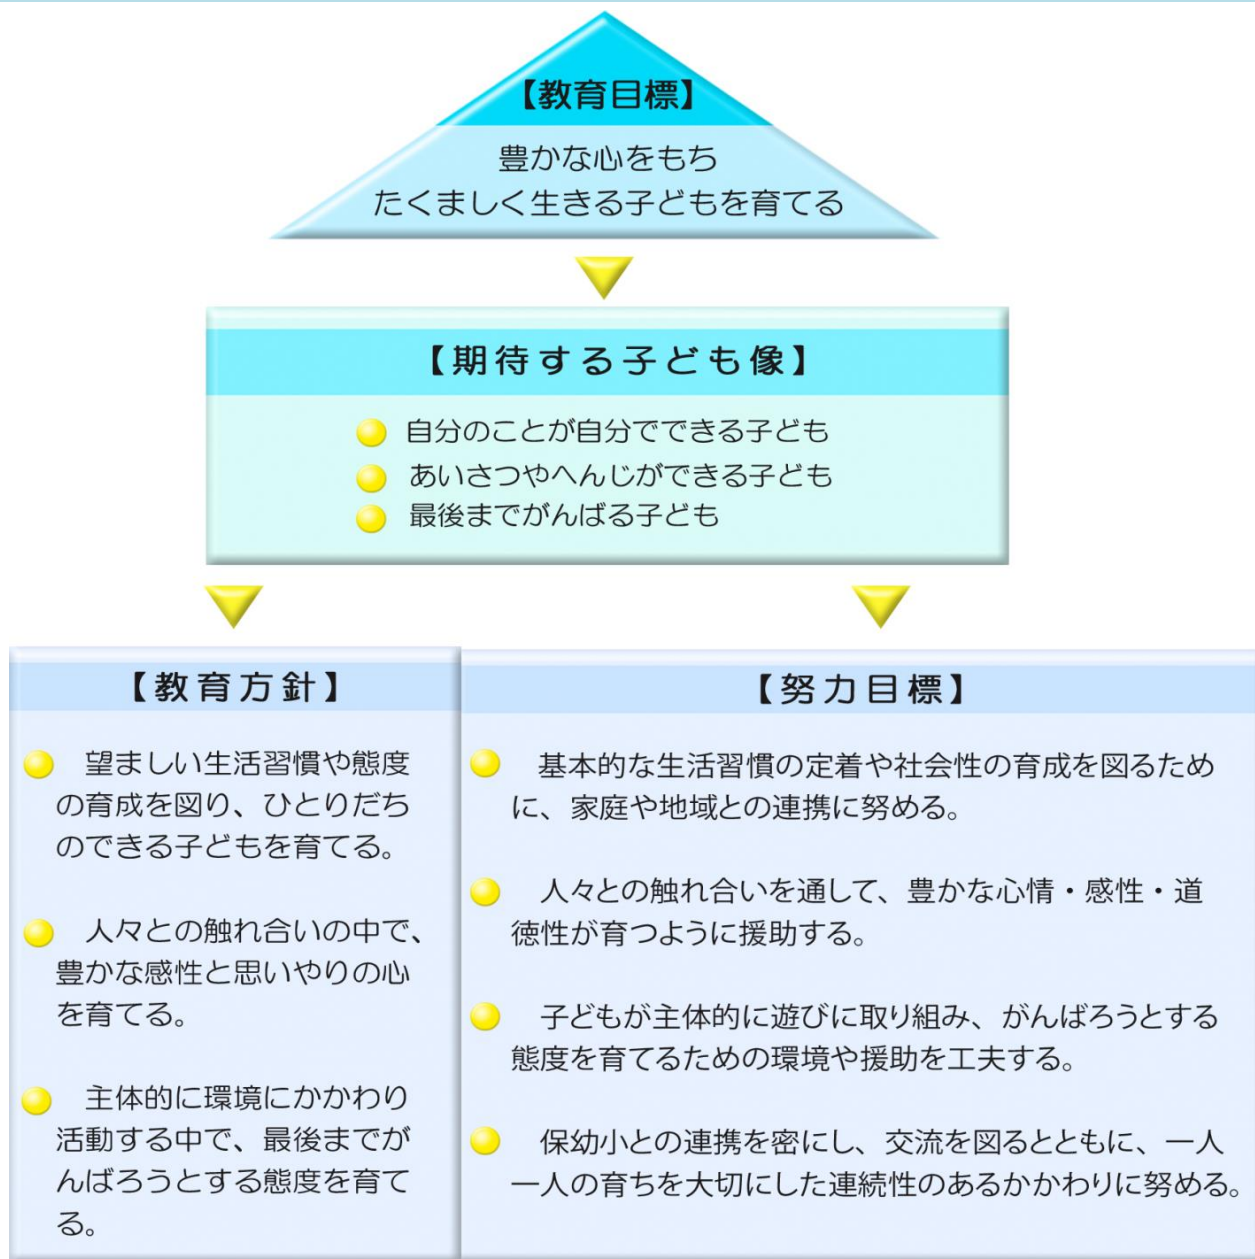 【教育目標】
豊かな心をもち
たくましく生きる子どもを育てる
【期待する子ども像】
自分のことが自分でできる子ども
あいさつやへんじができる子ども
最後までがんばる子ども
【教育方針】
望ましい生活習慣や態度
の育成を図り、ひとりだち
のできる子どもを育てる。
人々との触れ合いの中で、
豊かな感性と思いやりの心
を育てる。
主体的に環境にかかわり
活動する中で、最後までが
んばろうとする態度を育て
る。
【努力目標】
基本的な生活習慣の定着や社会性の育成を図るため
に、家庭や地域との連携に努める。
人々との触れ合いを通して、豊かな心情・感性・道
徳性が育つように援助する。
子どもが主体的に遊びに取り組み、がんばろうとする
態度を育てるための環境や援助を工夫する。
保幼小との連携を密にし、交流を図るとともに、一人
一人の育ちを大切にした連続性のあるかかわりに努める。